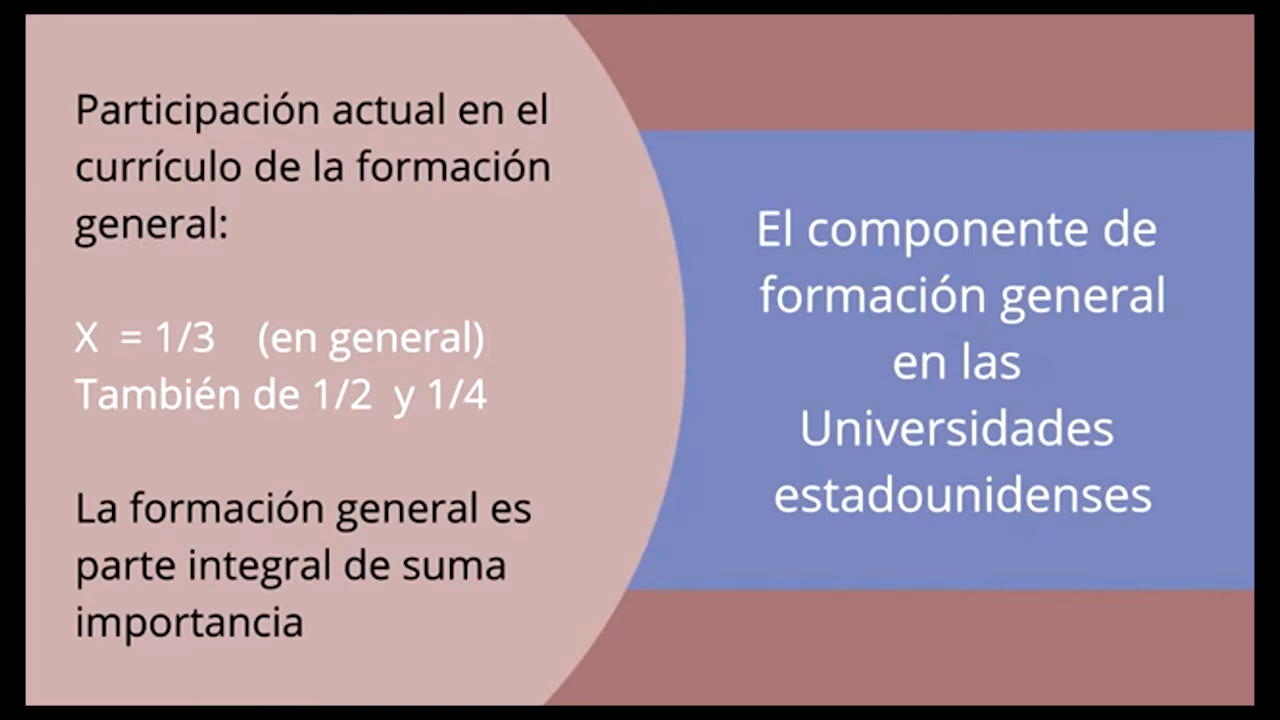 Participación actual en el
currículo de la formación
general:
X = 1/3 (en general)
También de 1/2 y 1/4
La formación general es
parte integral de suma
importancia
El componente de
formación general
en las
Universidades
estadounidenses